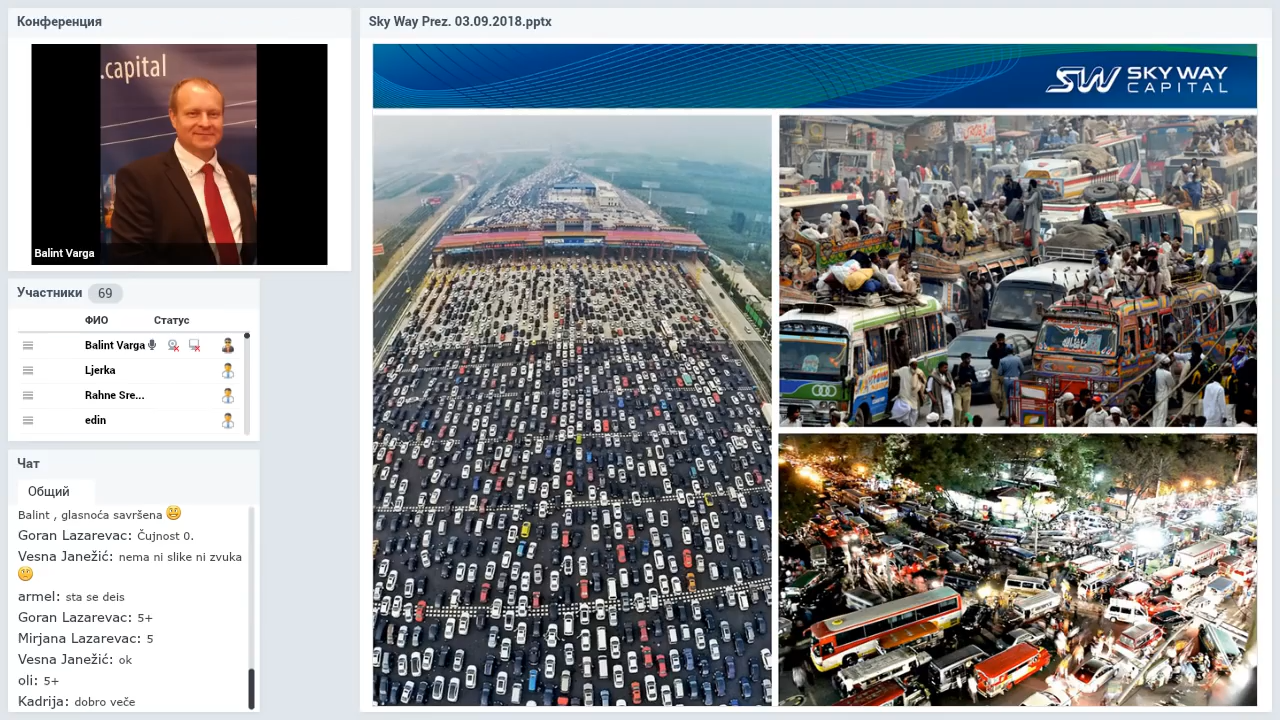 Конференция
.capital
Balint Varga
Участники 69
ФИО Статус
Balint Varga
Ljerka
Rahne Sre...
edin
Чат
Общий
Balint , glasnoća savršena
Goran Lazarevac: Čujnost 0.
Vesna Janežić: nema ni slike ni zvuka
armel: sta se deis
Goran Lazarevac: 5+
Mirjana Lazarevac: 5
Vesna Janežić: ok
oli: 5+
Kadrija: dobro veče
Sky Way Prez. 03.09.2018.pptx
SW SKY WAY
CAPITAL